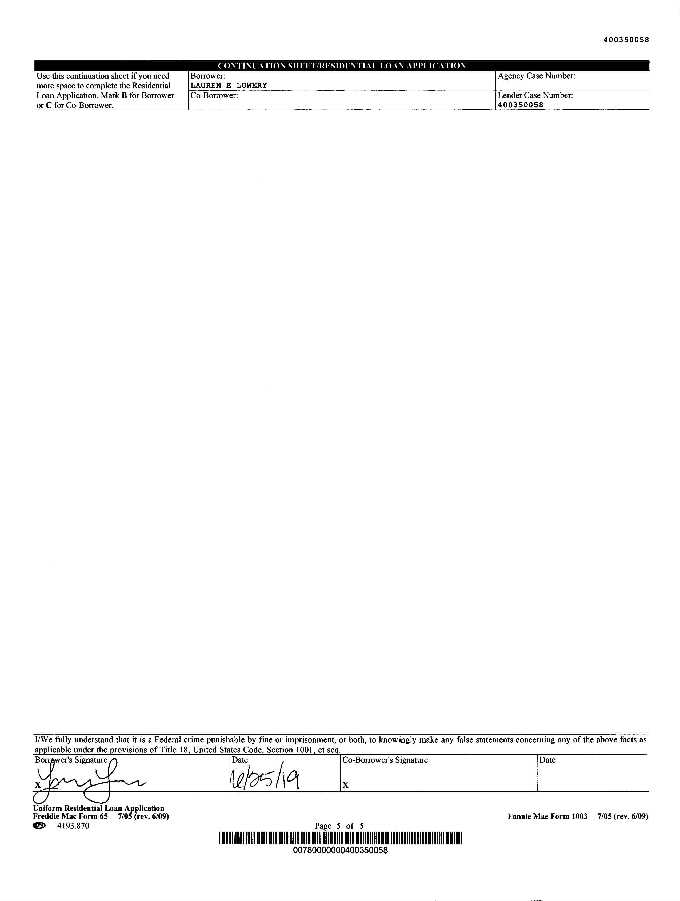 400350058
CONTINUATION SHEET/RESIDENTIAL LOAN APPLICATION
Use this continuation sheet if you need more space to complete the Residential Loan Application. Mark B for Borrower or C for Co-Borrower.
Borrower:
LAUREN E LOWERY
Agency Case Number:
Co-Borrower:
Lender Case Number:
400350058
I/We fully understand that it is a Federal crime punishable by fine or imprisonment, or both, to knowingly make any false statements concerning any of the above facts as
applicable under the provisions of Title 18, United States Code, Section 1001, et seq.
Borrower's Signature
Date
Co-Borrower's Signature
Date
X
X
Uniform Residential Loan Application
Freddie Mac Form 65 7/05 (rev. 6/09)
Fannie Mae Form 1003 7/05 (rev. 6/09)
4193.870
Page 5 of 5
00780000000400350058